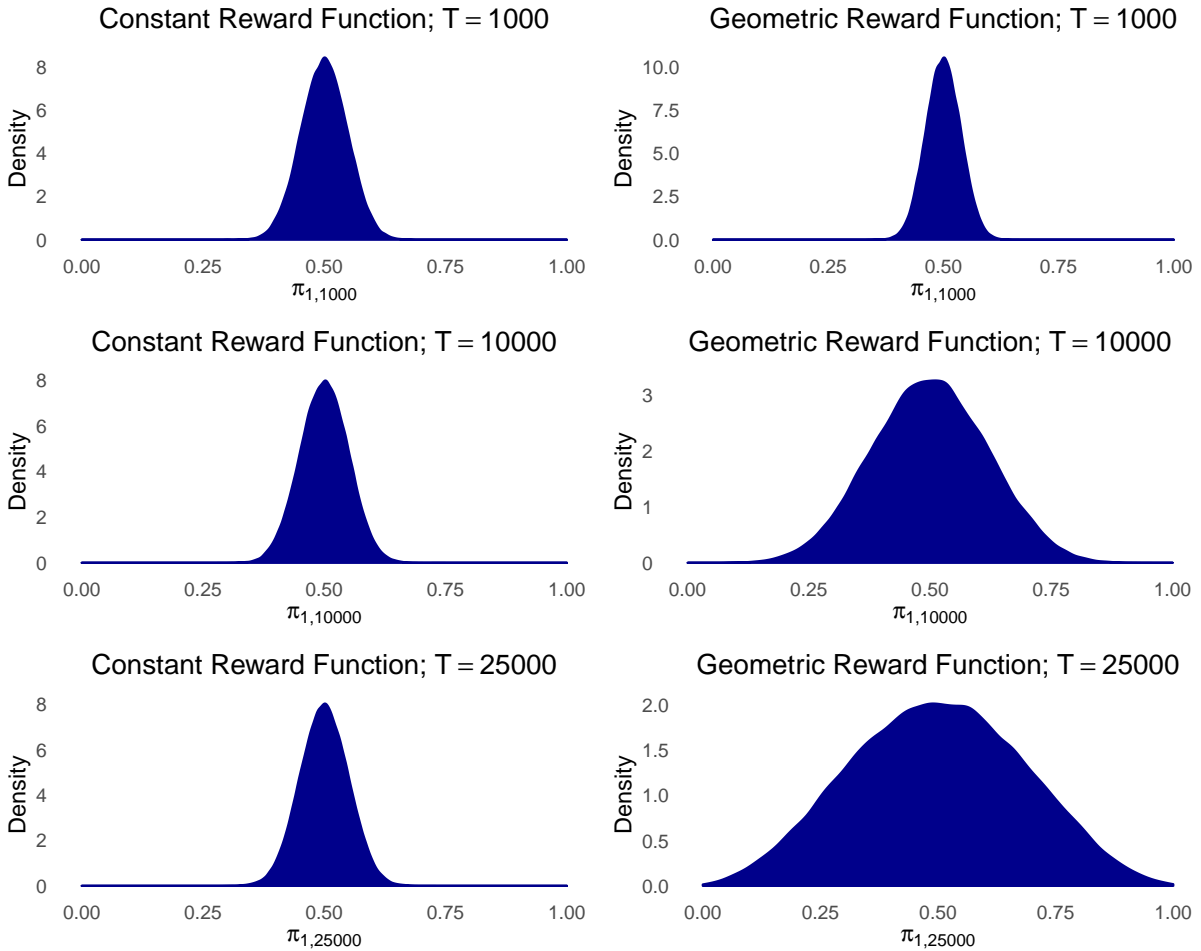 Constant Reward Function; T = 1000
Density
8
6
4
2
0
0.00 0.25 0.50 0.75 1.00
π1,1000
Geometric Reward Function; T = 1000
Density
10.0
7.5
5.0
2.5
0.0
0.00 0.25 0.50 0.75 1.00
π1,1000
Constant Reward Function; T = 10000
Density
8
6
4
2
0
0.00 0.25 0.50 0.75 1.00
π1,10000
Geometric Reward Function; T = 10000
Density
3
2
1
0
0.00 0.25 0.50 0.75 1.00
π1,10000
Constant Reward Function; T = 25000
Density
8
6
4
2
0
0.00 0.25 0.50 0.75 1.00
π1,25000
Geometric Reward Function; T = 25000
Density
2.0
1.5
1.0
0.5
0.0
0.00 0.25 0.50 0.75 1.00
π1,25000